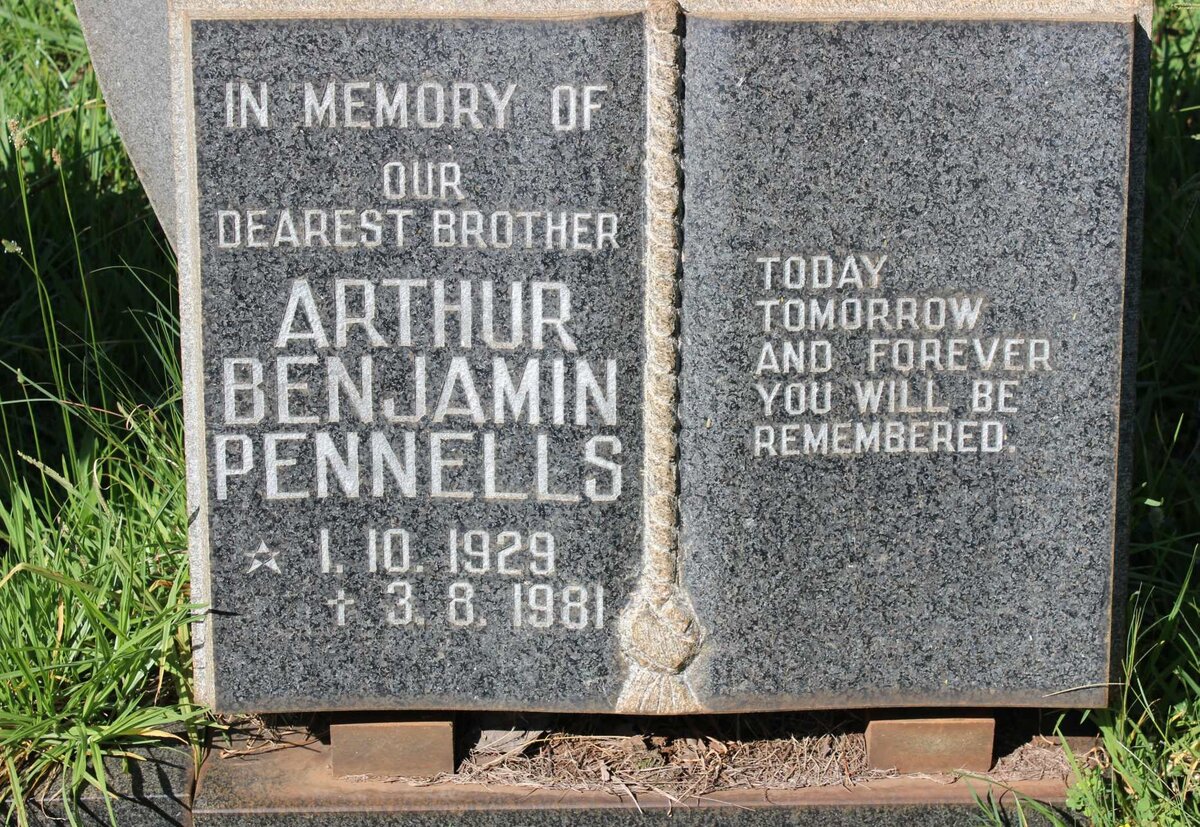 IN MEMORY OF
OUR
DEAREST BROTHER
ARTHUR
BENJAMIN
PENNELLS
1. 10. 1929
3. 8. 1981
TODAY
TOMORROW
AND FOREVER
YOU WILL BE
REMEMBERED.